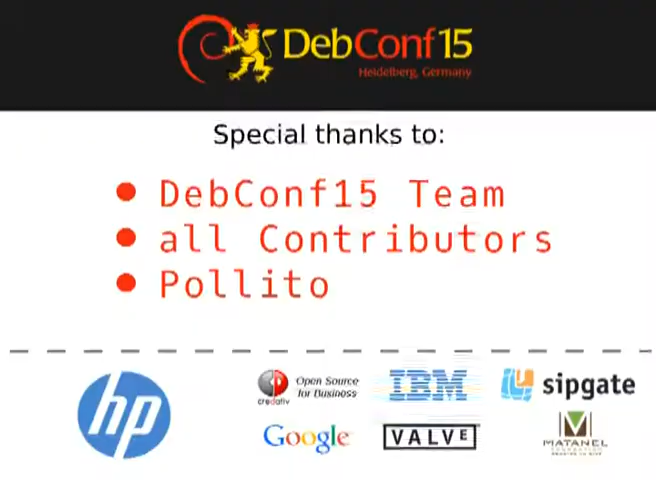 DebConf15
Heidelberg, Germany
Special thanks to:
DebConf15 Team
all Contributors
Pollito
hp
credativ
Open Source
for Business
IBM
sipgate
Google
VALVE
MATANEL
FOUNDATION